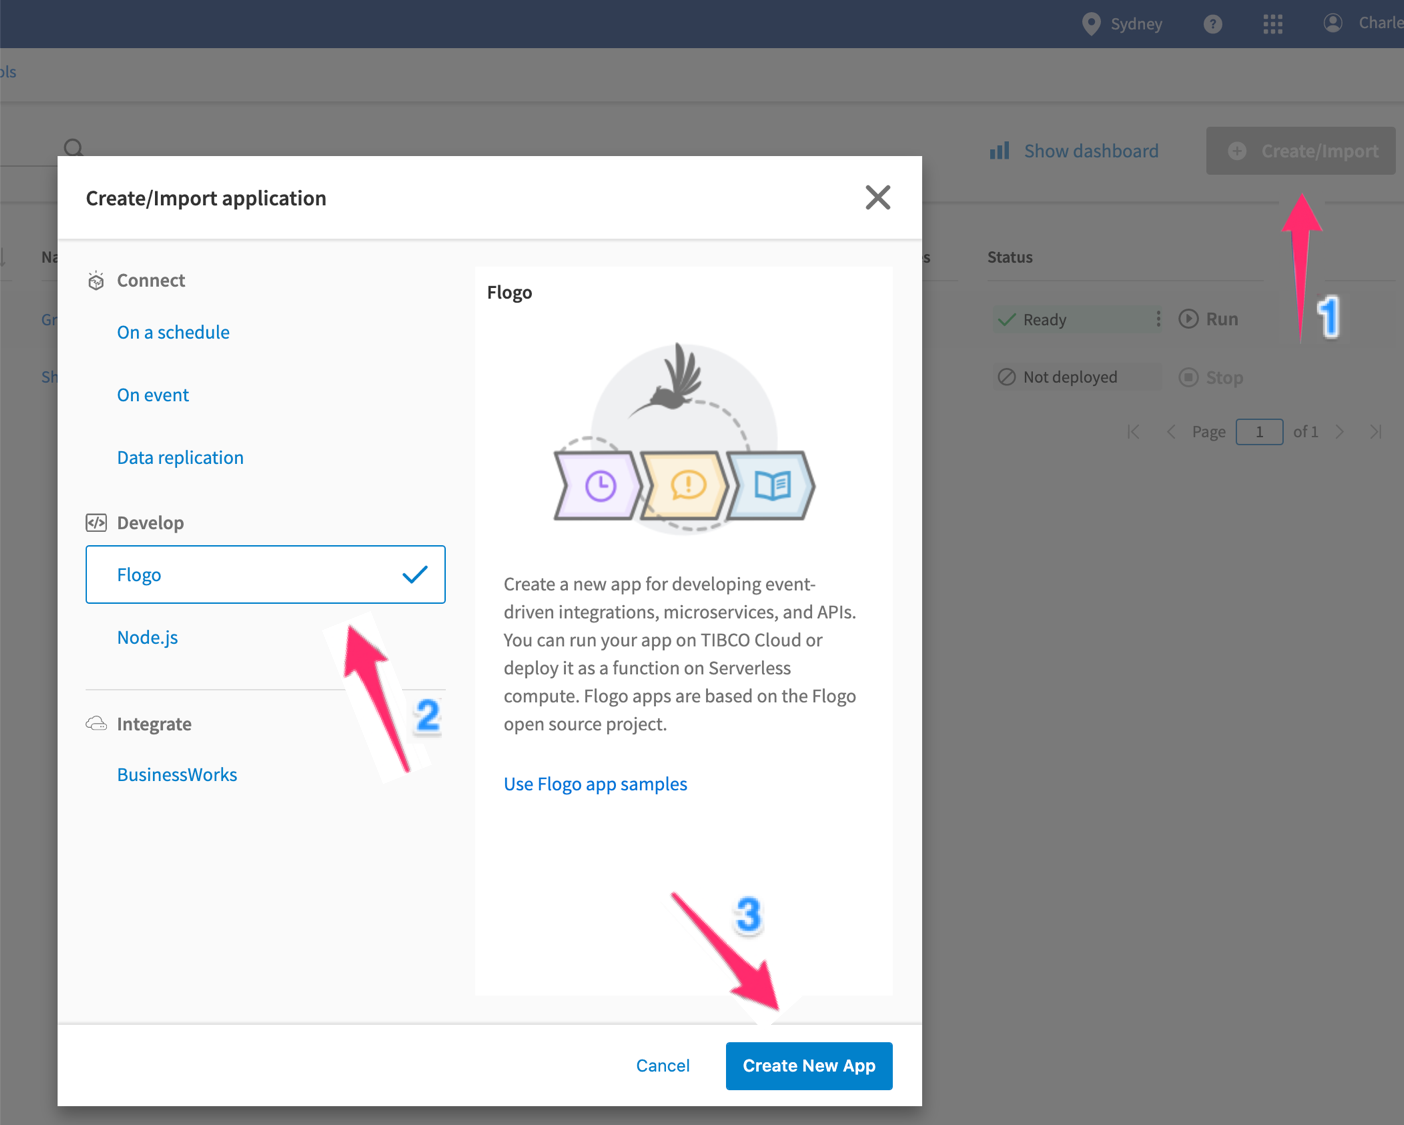 Sydney
Charle
ols
Show dashboard
Create/Import
Create/Import application
Na
s
Status
Connect
On a schedule
On event
Data replication
Develop
Flogo
Node.js
Integrate
BusinessWorks
Flogo
Create a new app for developing event-
driven integrations, microservices, and APIs.
You can run your app on TIBCO Cloud or
deploy it as a function on Serverless
compute. Flogo apps are based on the Flogo
open source project.
Use Flogo app samples
Gr
Ready
Run
1
Sh
Not deployed
Stop
Page 1 of 1
2
3
Cancel
Create New App